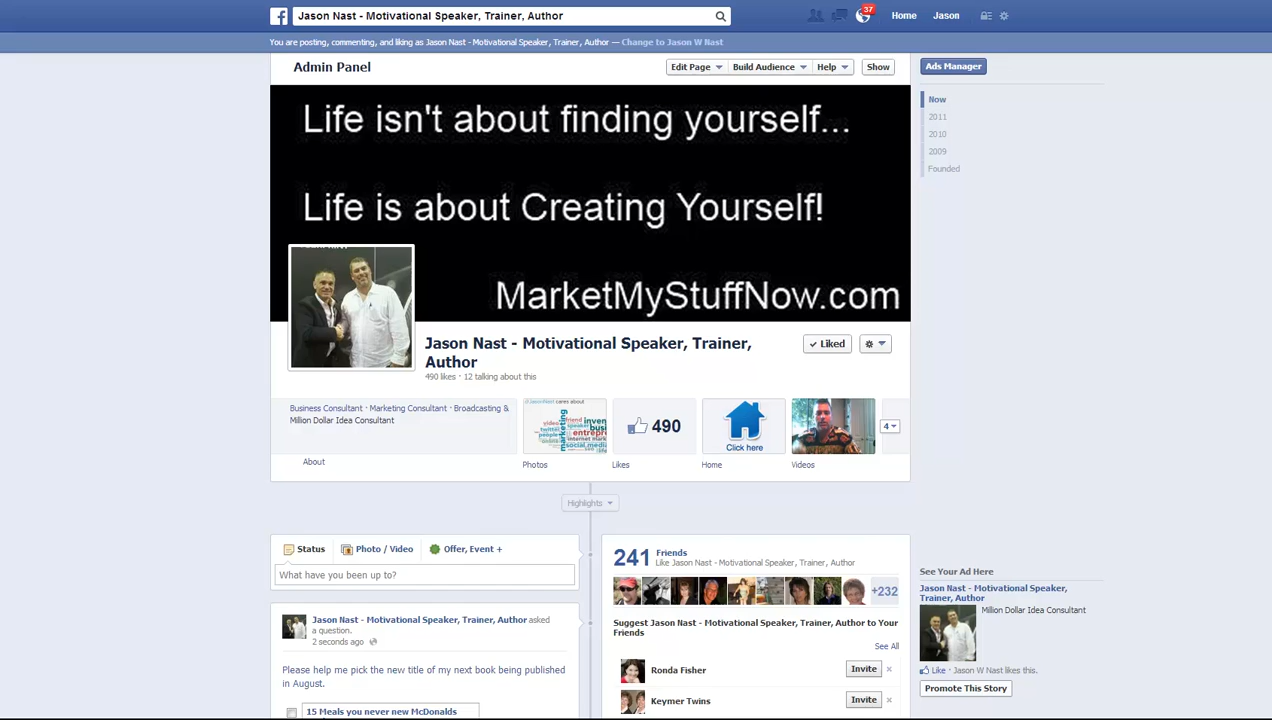 Jason Nast - Motivational Speaker, Trainer, Author
37
Home
Jason
You are posting, commenting, and liking as Jason Nast - Motivational Speaker, Trainer, Author — Change to Jason W Nast
Admin Panel
Edit Page
Build Audience
Help
Show
Ads Manager
Now
2011
2010
2009
Founded
Life isn't about finding yourself...
Life is about Creating Yourself!
MarketMyStuffNow.com
Jason Nast - Motivational Speaker, Trainer,
Author
490 likes · 12 talking about this
Liked
Business Consultant · Marketing Consultant · Broadcasting &
Million Dollar Idea Consultant
About
marketing
Photos
490
Likes
Click here
Home
Videos
4
Highlights
Status
Photo / Video
Offer, Event +
What have you been up to?
Jason Nast - Motivational Speaker, Trainer, Author asked
a question.
2 seconds ago
Please help me pick the new title of my next book being published
in August.
15 Meals you never new McDonalds
241
Friends
Like Jason Nast - Motivational Speaker, Trainer, Author
+232
Suggest Jason Nast - Motivational Speaker, Trainer, Author to Your
Friends
See All
Ronda Fisher
Invite
Keymer Twins
Invite
See Your Ad Here
Jason Nast - Motivational Speaker,
Trainer, Author
Million Dollar Idea Consultant
Like · Jason W Nast likes this.
Promote This Story